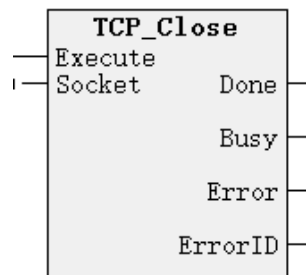 TCP_Close
Execute
Socket Done
Busy
Error
ErrorID